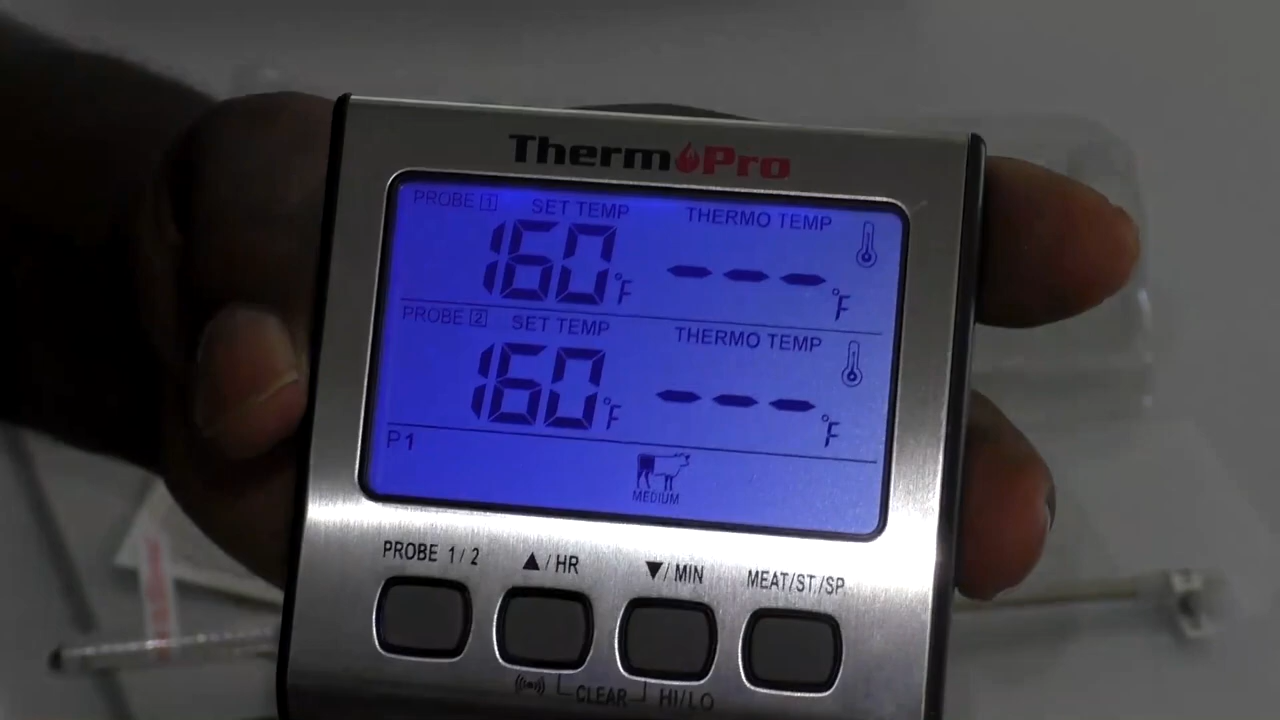 ThermoPro
PROBE 1 SET TEMP THERMO TEMP
160°F ---°F
PROBE 2 SET TEMP THERMO TEMP
160°F ---°F
P1
MEDIUM
PROBE 1/2 ▲/HR ▼/MIN MEAT/ST./SP
CLEAR HI/LO